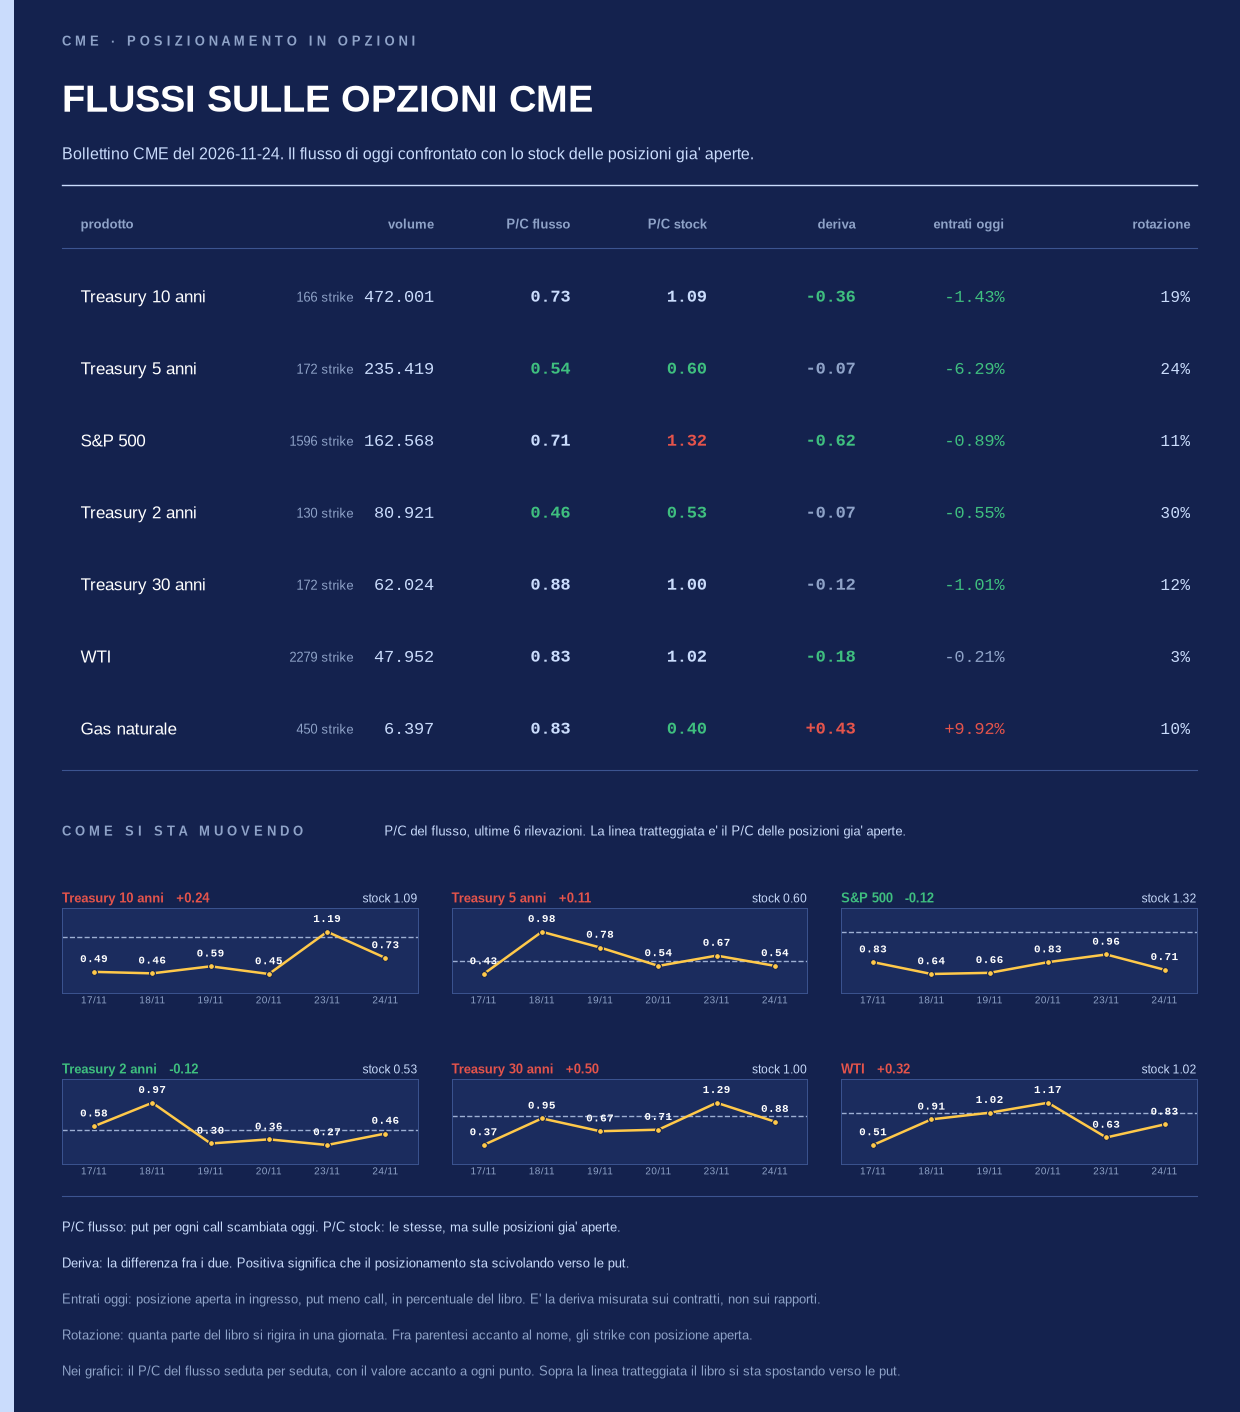 CME · POSIZIONAMENTO IN OPZIONI
FLUSSI SULLE OPZIONI CME
Bollettino CME del 2026-11-24. Il flusso di oggi confrontato con lo stock delle posizioni gia' aperte.
prodotto volume P/C flusso P/C stock deriva entrati oggi rotazione
Treasury 10 anni 166 strike 472.001 0.73 1.09 -0.36 -1.43% 19%
Treasury 5 anni 172 strike 235.419 0.54 0.60 -0.07 -6.29% 24%
S&P 500 1596 strike 162.568 0.71 1.32 -0.62 -0.89% 11%
Treasury 2 anni 130 strike 80.921 0.46 0.53 -0.07 -0.55% 30%
Treasury 30 anni 172 strike 62.024 0.88 1.00 -0.12 -1.01% 12%
WTI 2279 strike 47.952 0.83 1.02 -0.18 -0.21% 3%
Gas naturale 450 strike 6.397 0.83 0.40 +0.43 +9.92% 10%
COME SI STA MUOVENDO P/C del flusso, ultime 6 rilevazioni. La linea tratteggiata e' il P/C delle posizioni gia' aperte.
Treasury 10 anni +0.24 stock 1.09
0.49 0.46 0.59 0.45 1.19 0.73
17/11 18/11 19/11 20/11 23/11 24/11
Treasury 5 anni +0.11 stock 0.60
0.43 0.98 0.78 0.54 0.67 0.54
17/11 18/11 19/11 20/11 23/11 24/11
S&P 500 -0.12 stock 1.32
0.83 0.64 0.66 0.83 0.96 0.71
17/11 18/11 19/11 20/11 23/11 24/11
Treasury 2 anni -0.12 stock 0.53
0.58 0.97 0.30 0.36 0.27 0.46
17/11 18/11 19/11 20/11 23/11 24/11
Treasury 30 anni +0.50 stock 1.00
0.37 0.95 0.67 0.71 1.29 0.88
17/11 18/11 19/11 20/11 23/11 24/11
WTI +0.32 stock 1.02
0.51 0.91 1.02 1.17 0.63 0.83
17/11 18/11 19/11 20/11 23/11 24/11
P/C flusso: put per ogni call scambiata oggi. P/C stock: le stesse, ma sulle posizioni gia' aperte.
Deriva: la differenza fra i due. Positiva significa che il posizionamento sta scivolando verso le put.
Entrati oggi: posizione aperta in ingresso, put meno call, in percentuale del libro. E' la deriva misurata sui contratti, non sui rapporti.
Rotazione: quanta parte del libro si rigira in una giornata. Fra parentesi accanto al nome, gli strike con posizione aperta.
Nei grafici: il P/C del flusso seduta per seduta, con il valore accanto a ogni punto. Sopra la linea tratteggiata il libro si sta spostando verso le put.